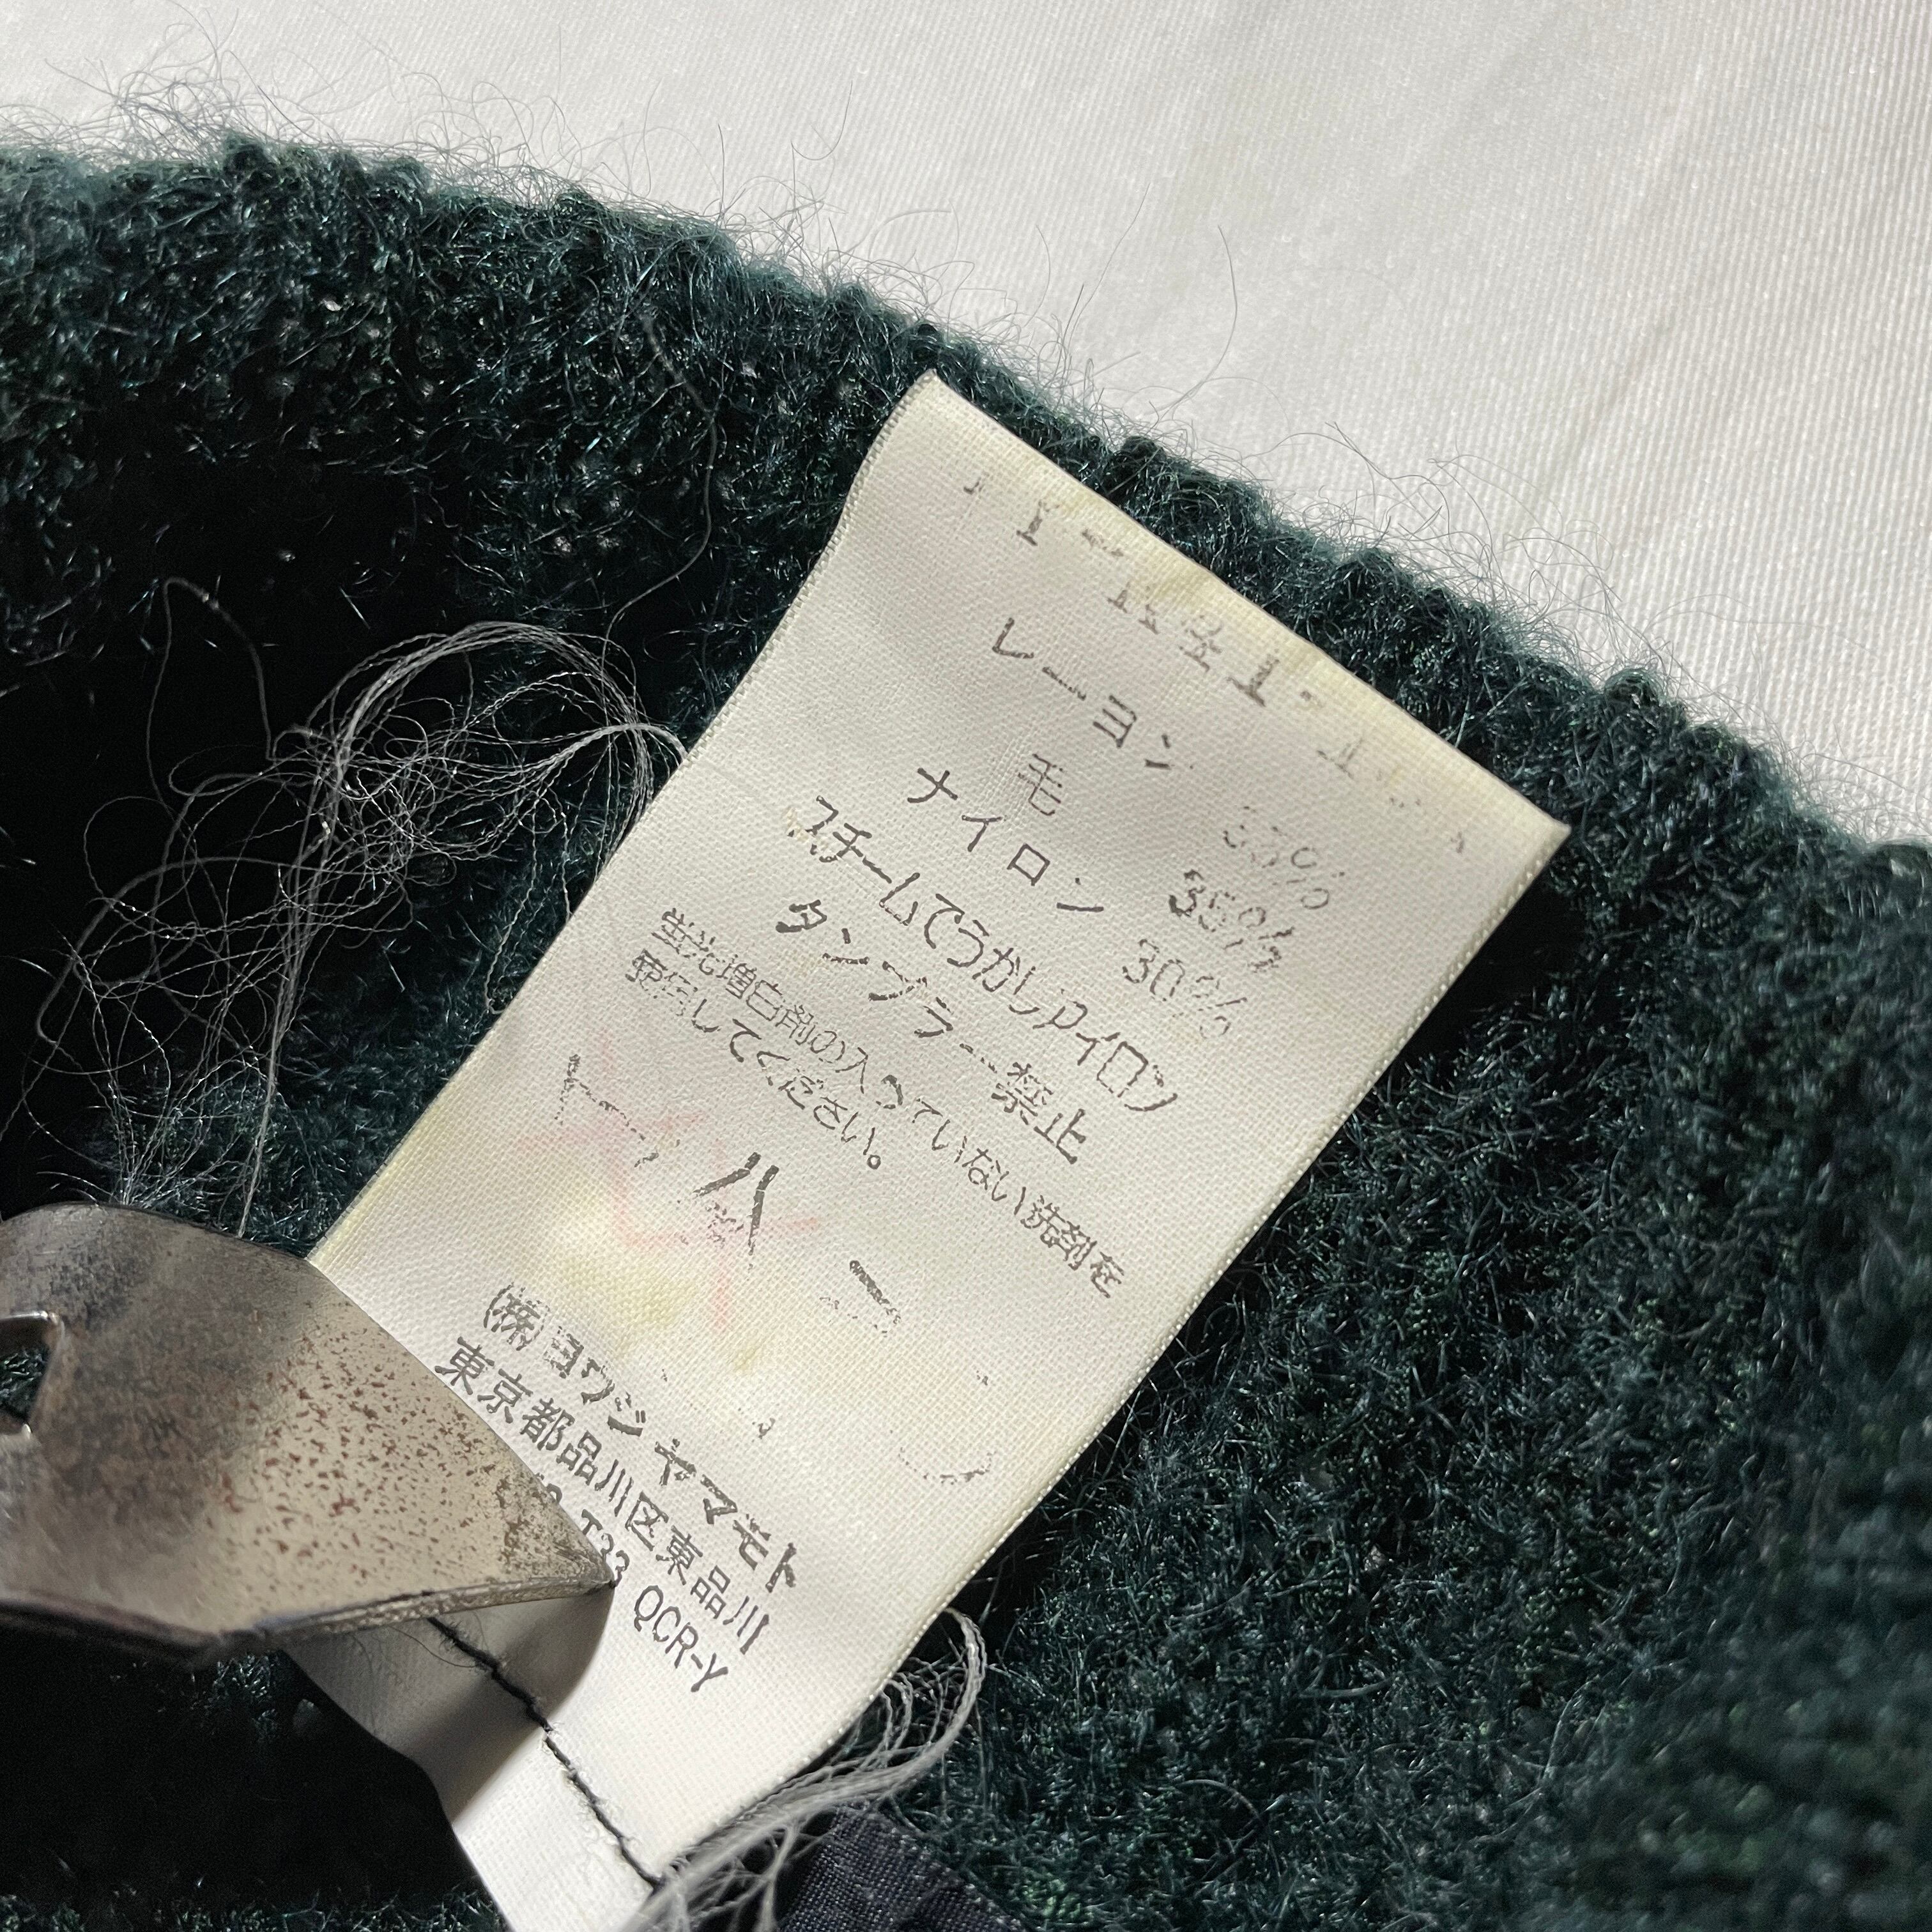 レーヨン 35%
毛 35%
ナイロン 30%
スチームでうかしアイロン
タンブラー禁止
蛍光増白剤の入っていない洗剤を
使用してください。
(株)ヨウジヤマモト
東京都品川区東品川
T33 QCR-Y